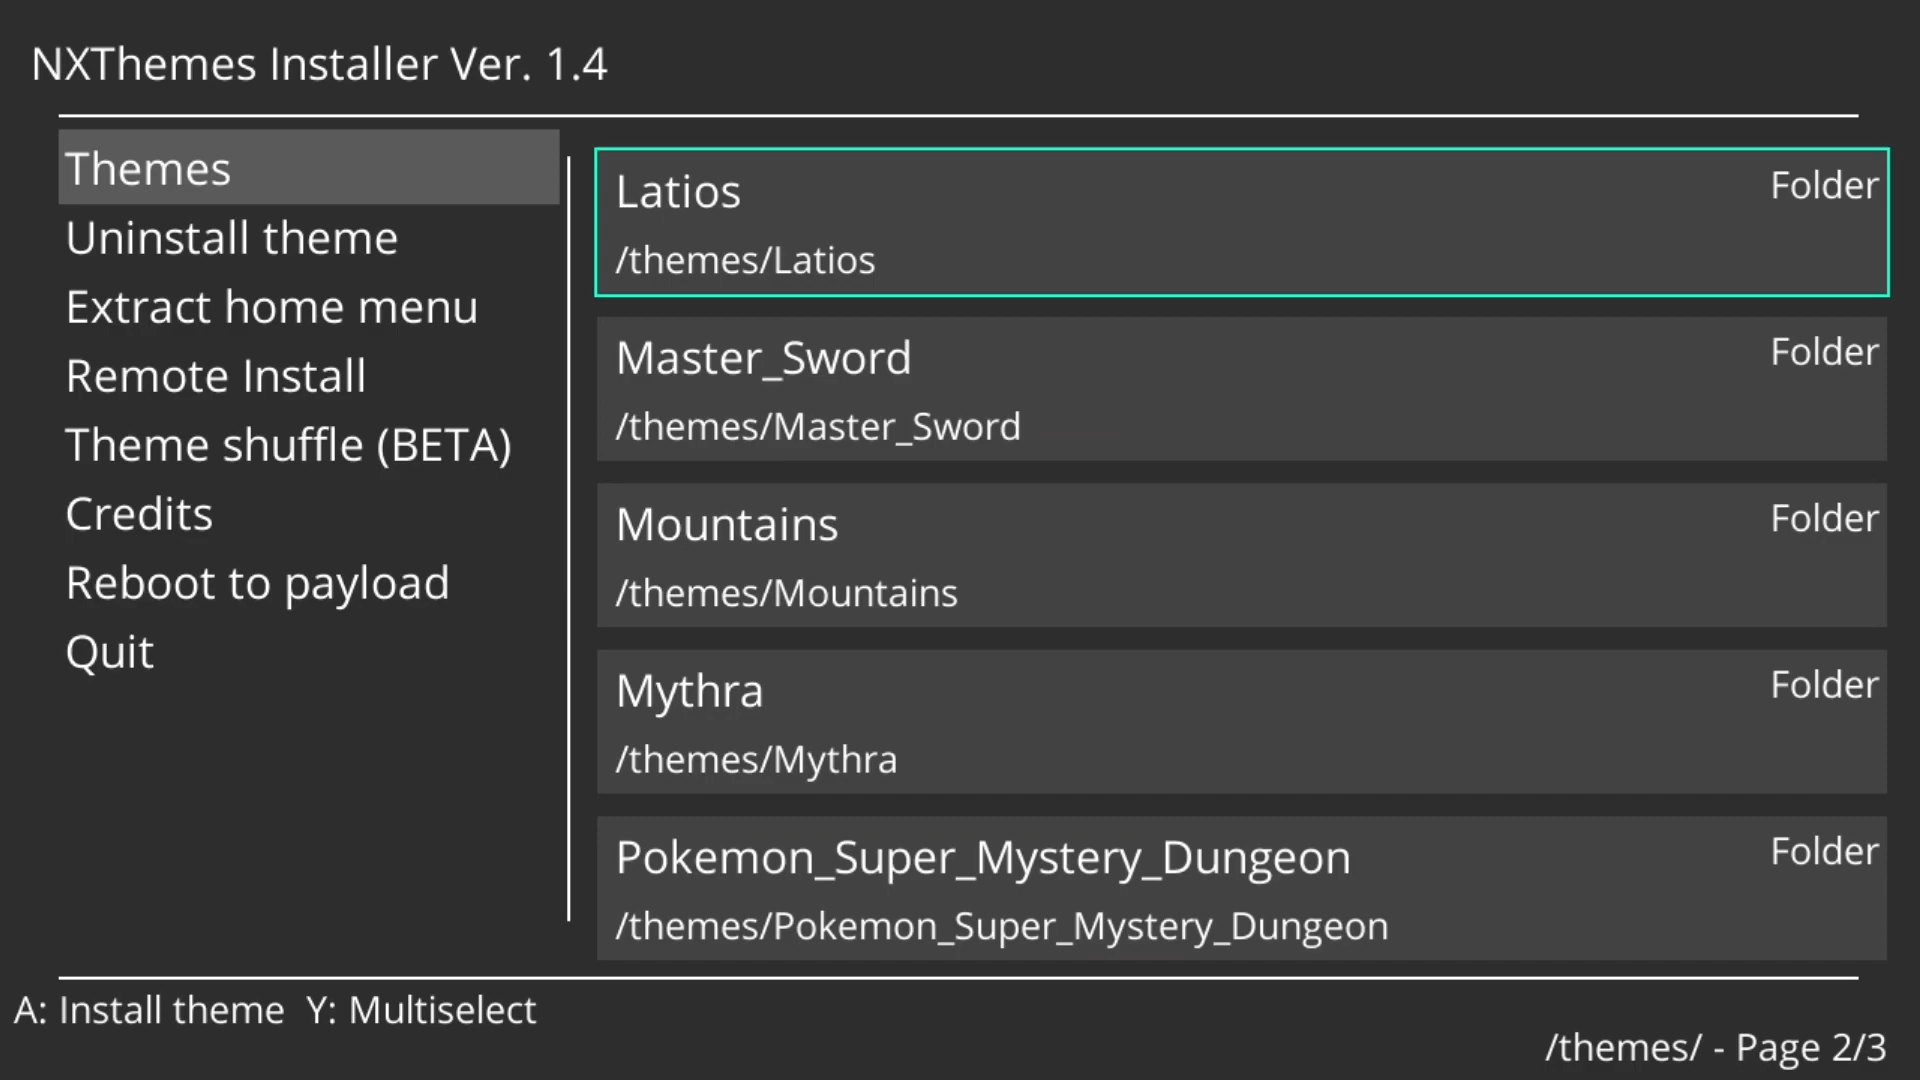 NXThemes Installer Ver. 1.4
Themes
Uninstall theme
Extract home menu
Remote Install
Theme shuffle (BETA)
Credits
Reboot to payload
Quit
Latios
Folder
/themes/Latios
Master_Sword
Folder
/themes/Master_Sword
Mountains
Folder
/themes/Mountains
Mythra
Folder
/themes/Mythra
Pokemon_Super_Mystery_Dungeon
Folder
/themes/Pokemon_Super_Mystery_Dungeon
A: Install theme  Y: Multiselect
/themes/ - Page 2/3